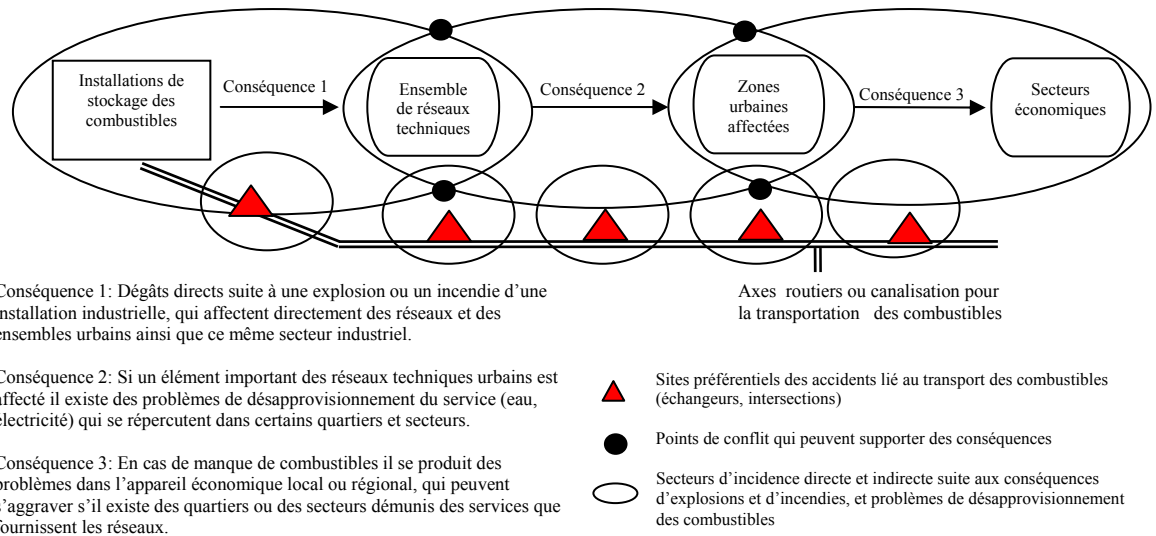 Installations de
stockage des
combustibles
Conséquence 1
Ensemble
de réseaux
techniques
Conséquence 2
Zones
urbaines
affectées
Conséquence 3
Secteurs
économiques
Conséquence 1: Dégâts directs suite à une explosion ou un incendie d'une
installation industrielle, qui affectent directement des réseaux et des
ensembles urbains ainsi que ce même secteur industriel.
Conséquence 2: Si un élément important des réseaux techniques urbains est
affecté il existe des problèmes de désapprovisionnement du service (eau,
électricité) qui se répercutent dans certains quartiers et secteurs.
Conséquence 3: En cas de manque de combustibles il se produit des
problèmes dans l'appareil économique local ou régional, qui peuvent
s'aggraver s'il existe des quartiers ou des secteurs démunis des services que
fournissent les réseaux.
Axes routiers ou canalisation pour
la transportation des combustibles
Sites préférentiels des accidents lié au transport des combustibles
(échangeurs, intersections)
Points de conflit qui peuvent supporter des conséquences
Secteurs d'incidence directe et indirecte suite aux conséquences
d'explosions et d'incendies, et problèmes de désapprovisionnement
des combustibles